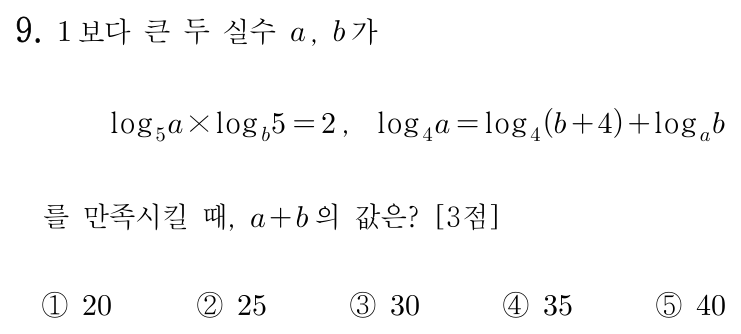 9. 1보다 큰 두 실수 a, b가
log₅a×log_b5=2, log₄a=log₄(b+4)+logₐb
를 만족시킬 때, a+b의 값은? [3점]
① 20 ② 25 ③ 30 ④ 35 ⑤ 40